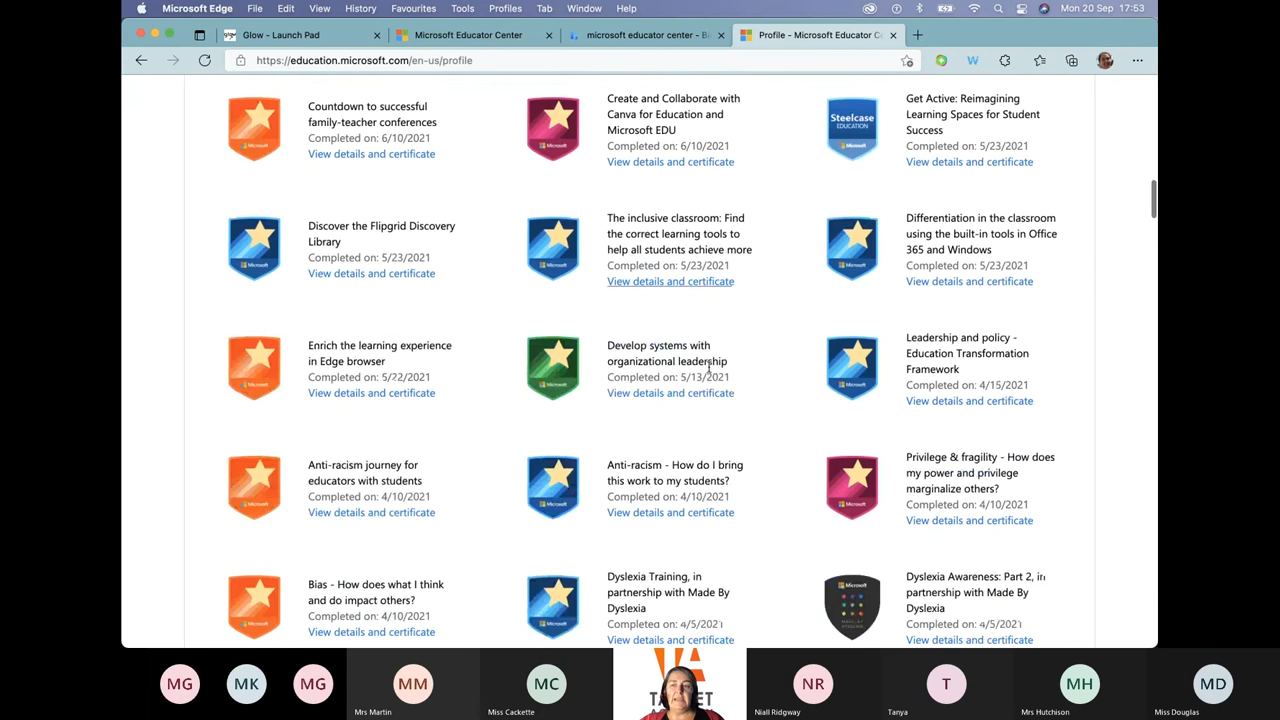 Microsoft Edge File Edit View History Favourites Tools Profiles Tab Window Help Mon 20 Sep 17:53
Glow - Launch Pad Microsoft Educator Center microsoft educator center - B Profile - Microsoft Educator C
https://education.microsoft.com/en-us/profile
Countdown to successful
family-teacher conferences
Completed on: 6/10/2021
View details and certificate
Create and Collaborate with
Canva for Education and
Microsoft EDU
Completed on: 6/10/2021
View details and certificate
Steelcase
EDUCATION
Microsoft
Get Active: Reimagining
Learning Spaces for Student
Success
Completed on: 5/23/2021
View details and certificate
Discover the Flipgrid Discovery
Library
Completed on: 5/23/2021
View details and certificate
The inclusive classroom: Find
the correct learning tools to
help all students achieve more
Completed on: 5/23/2021
View details and certificate
Differentiation in the classroom
using the built-in tools in Office
365 and Windows
Completed on: 5/23/2021
View details and certificate
Enrich the learning experience
in Edge browser
Completed on: 5/22/2021
View details and certificate
Develop systems with
organizational leadership
Completed on: 5/13/2021
View details and certificate
Leadership and policy -
Education Transformation
Framework
Completed on: 4/15/2021
View details and certificate
Anti-racism journey for
educators with students
Completed on: 4/10/2021
View details and certificate
Anti-racism - How do I bring
this work to my students?
Completed on: 4/10/2021
View details and certificate
Privilege & fragility - How does
my power and privilege
marginalize others?
Completed on: 4/10/2021
View details and certificate
Bias - How does what I think
and do impact others?
Completed on: 4/10/2021
View details and certificate
Dyslexia Training, in
partnership with Made By
Dyslexia
Completed on: 4/5/2021
View details and certificate
Microsoft
Dyslexia Awareness: Part 2, in
partnership with Made By
Dyslexia
Completed on: 4/5/2021
View details and certificate
MG MK MG MM MC NR T MH MD
Mrs Martin Miss Cackette Niall Ridgway Tanya Mrs Hutchison Miss Douglas